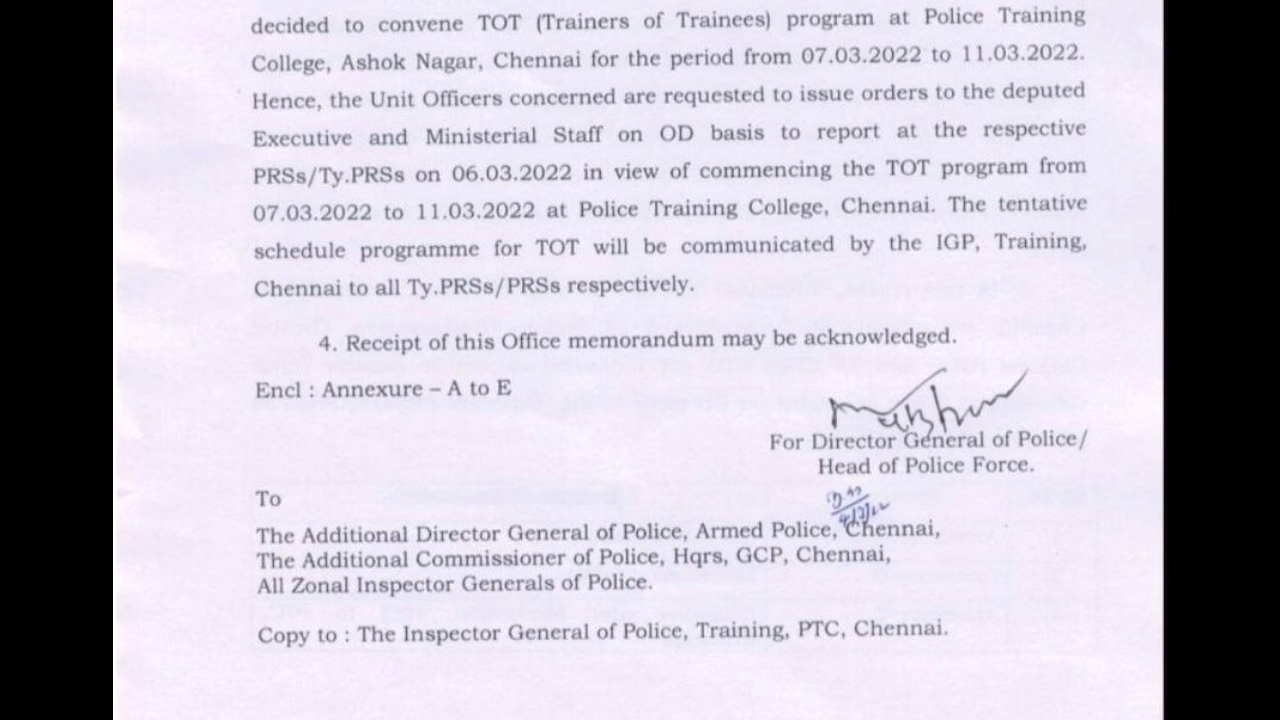 decided to convene TOT (Trainers of Trainees) program at Police Training
College, Ashok Nagar, Chennai for the period from 07.03.2022 to 11.03.2022.
Hence, the Unit Officers concerned are requested to issue orders to the deputed
Executive and Ministerial Staff on OD basis to report at the respective
PRSs/Ty.PRSs on 06.03.2022 in view of commencing the TOT program from
07.03.2022 to 11.03.2022 at Police Training College, Chennai. The tentative
schedule programme for TOT will be communicated by the IGP, Training,
Chennai to all Ty.PRSs/PRSs respectively.
4. Receipt of this Office memorandum may be acknowledged.
Encl : Annexure – A to E
For Director General of Police/
Head of Police Force.
To
The Additional Director General of Police, Armed Police, Chennai,
The Additional Commissioner of Police, Hqrs, GCP, Chennai,
All Zonal Inspector Generals of Police.
Copy to : The Inspector General of Police, Training, PTC, Chennai.